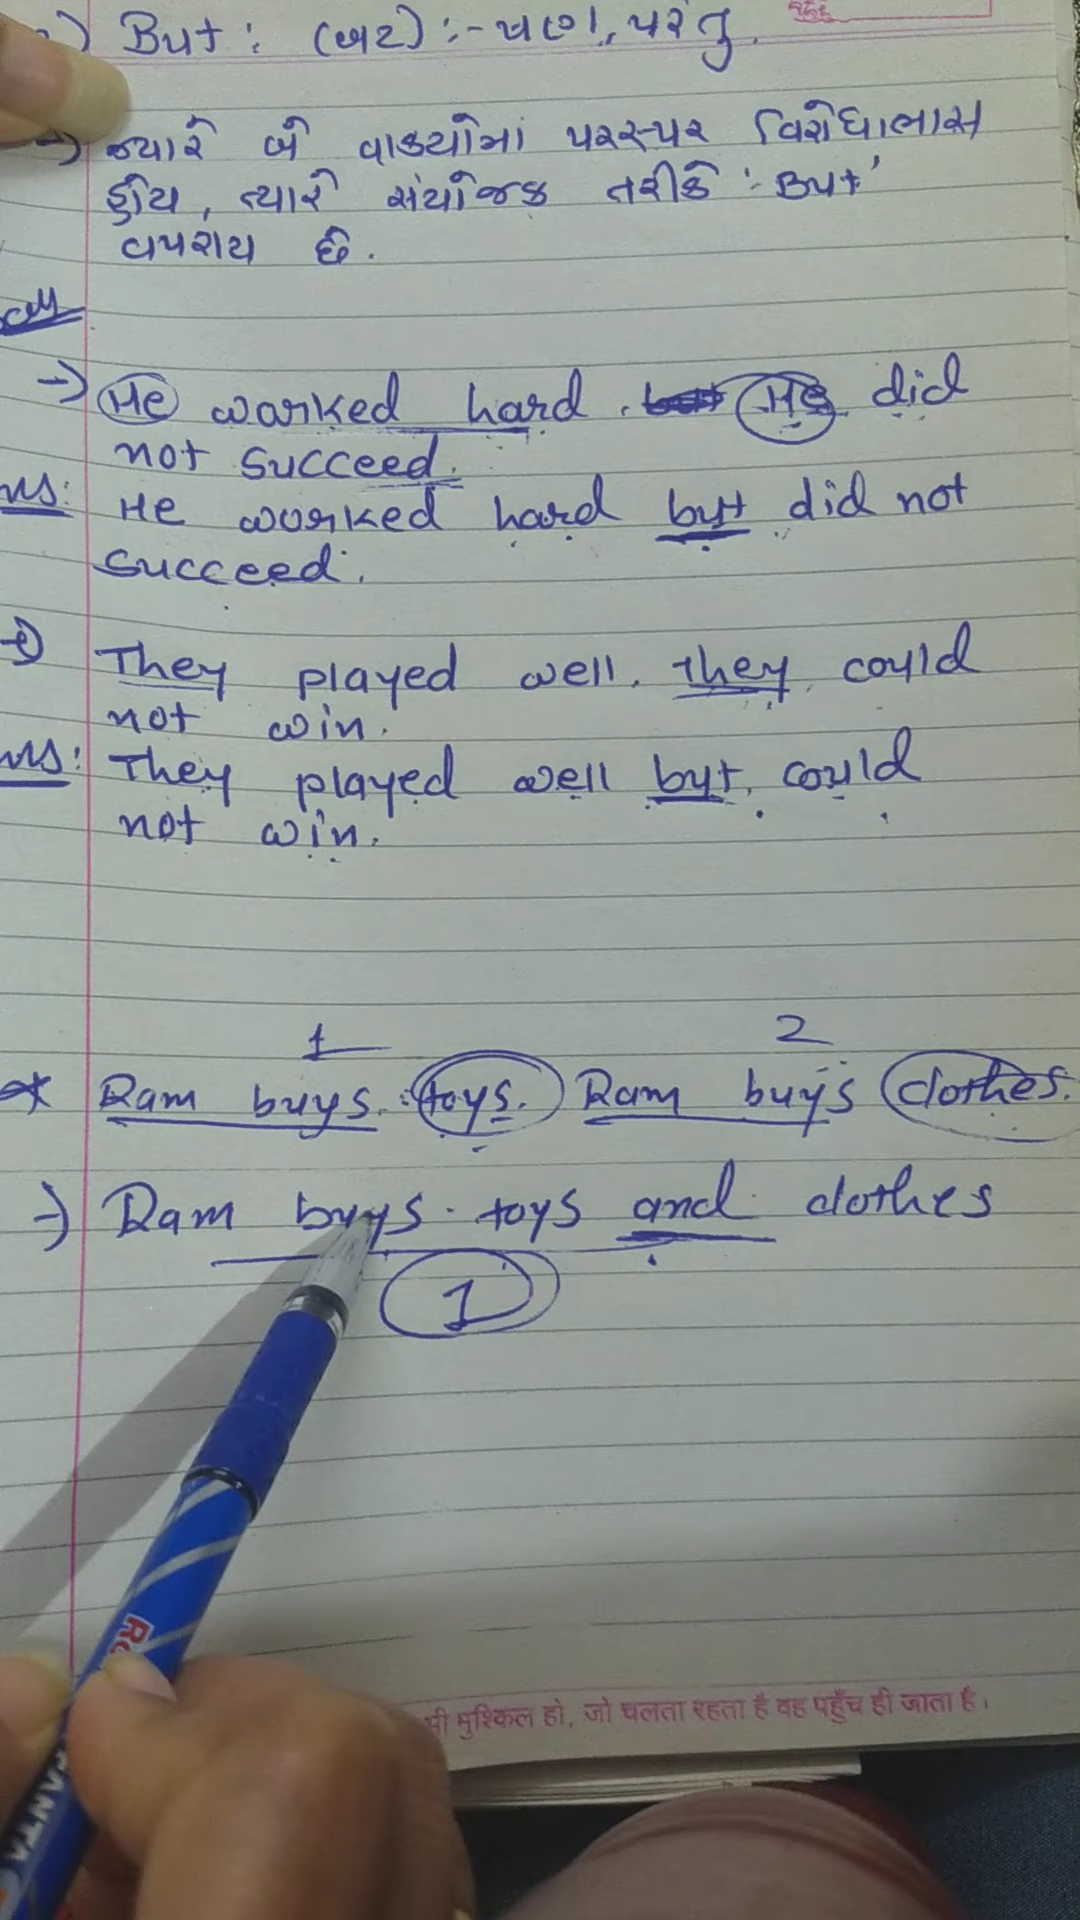 But : (બટ) :- પણ, પરંતુ.
→ જ્યારે બે વાક્યોમાં પરસ્પર વિરોધાભાસ
હોય, ત્યારે સંયોજક તરીકે 'But'
વપરાય છે.
→ He worked hard. He did
not succeed.
Ans: He worked hard but did not
succeed.
→ They played well. They could
not win.
Ans: They played well but could
not win.
1 2
* Ram buys toys. Ram buys clothes.
→ Ram buys toys and clothes
1
भी मुश्किल हो, जो चलता रहता है वह पहुँच ही जाता है।